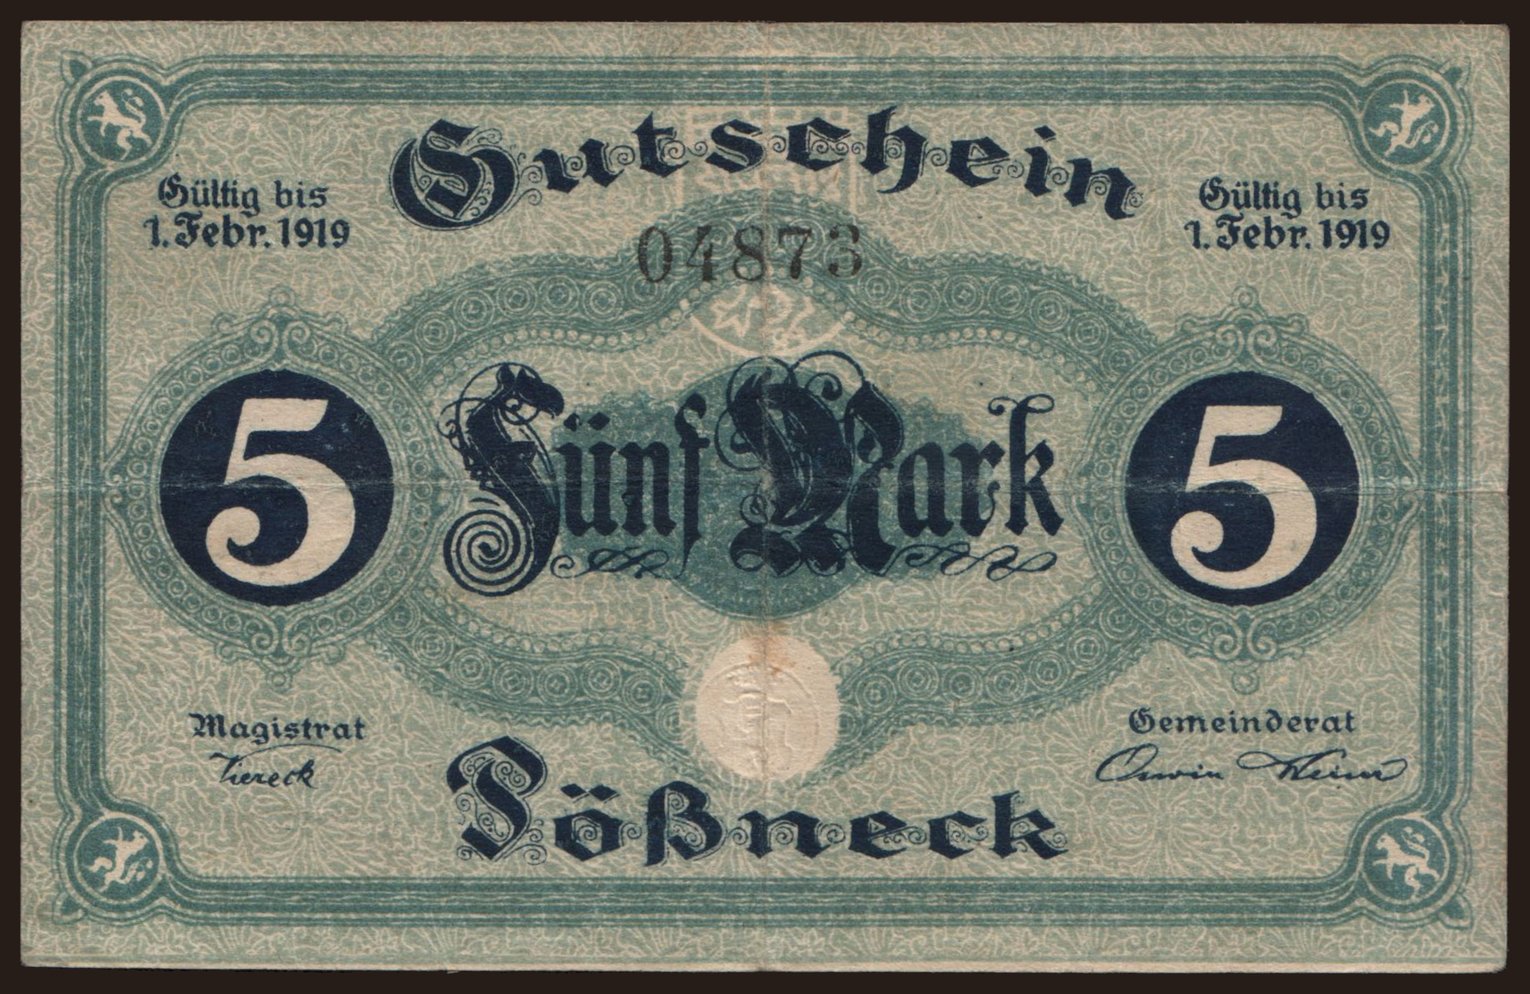 Gutschein
Gültig bis
1. Febr. 1919
Gültig bis
1. Febr. 1919
04873
5
Fünf Mark
5
Magistrat
Viereck
Gemeinderat
Pößneck